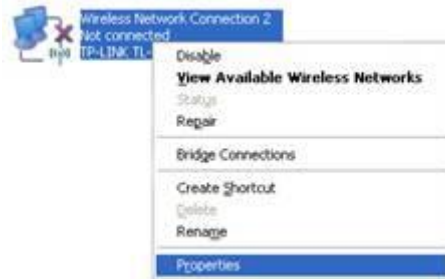 Wireless Network Connection 2
Not connected
TP-LINK TL-
Disable
View Available Wireless Networks
Status
Repair
Bridge Connections
Create Shortcut
Delete
Rename
Properties